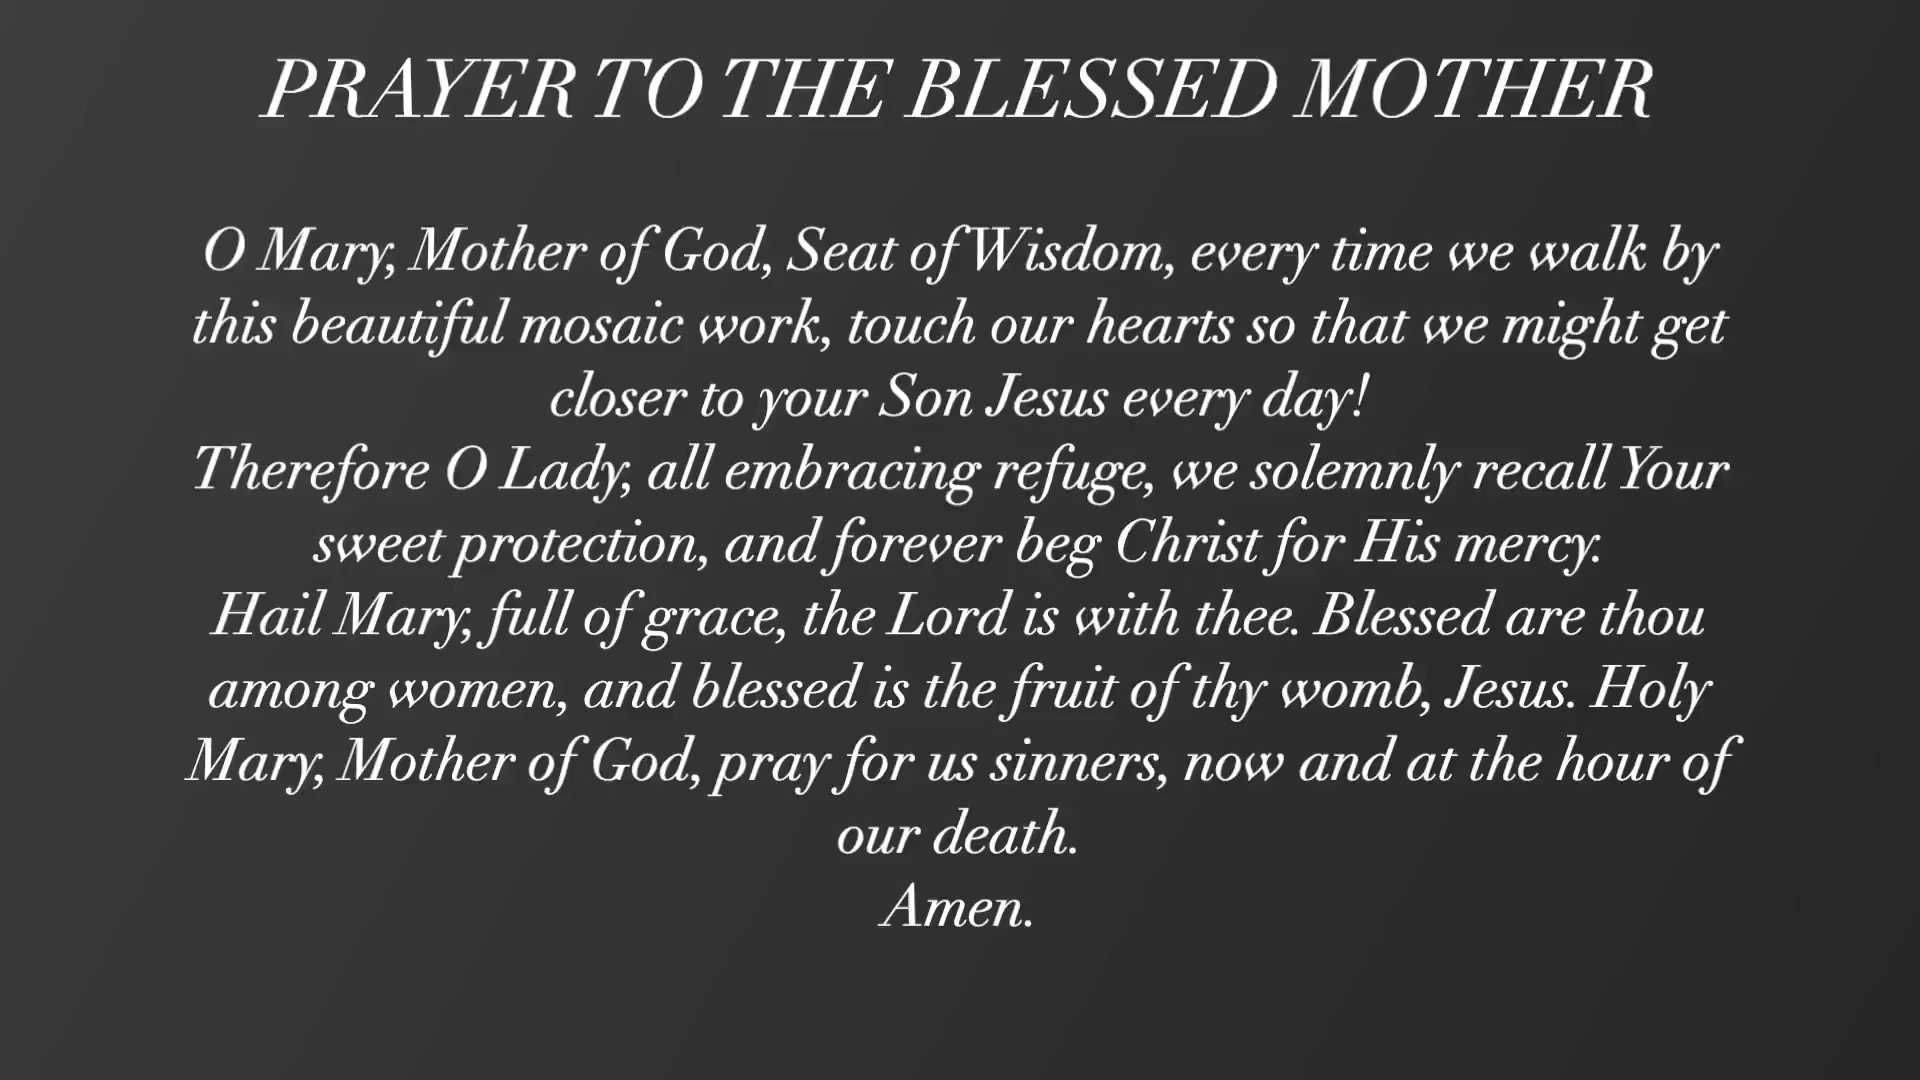 PRAYER TO THE BLESSED MOTHER
O Mary, Mother of God, Seat of Wisdom, every time we walk by
this beautiful mosaic work, touch our hearts so that we might get
closer to your Son Jesus every day!
Therefore O Lady, all embracing refuge, we solemnly recall Your
sweet protection, and forever beg Christ for His mercy.
Hail Mary, full of grace, the Lord is with thee. Blessed are thou
among women, and blessed is the fruit of thy womb, Jesus. Holy
Mary, Mother of God, pray for us sinners, now and at the hour of
our death.
Amen.